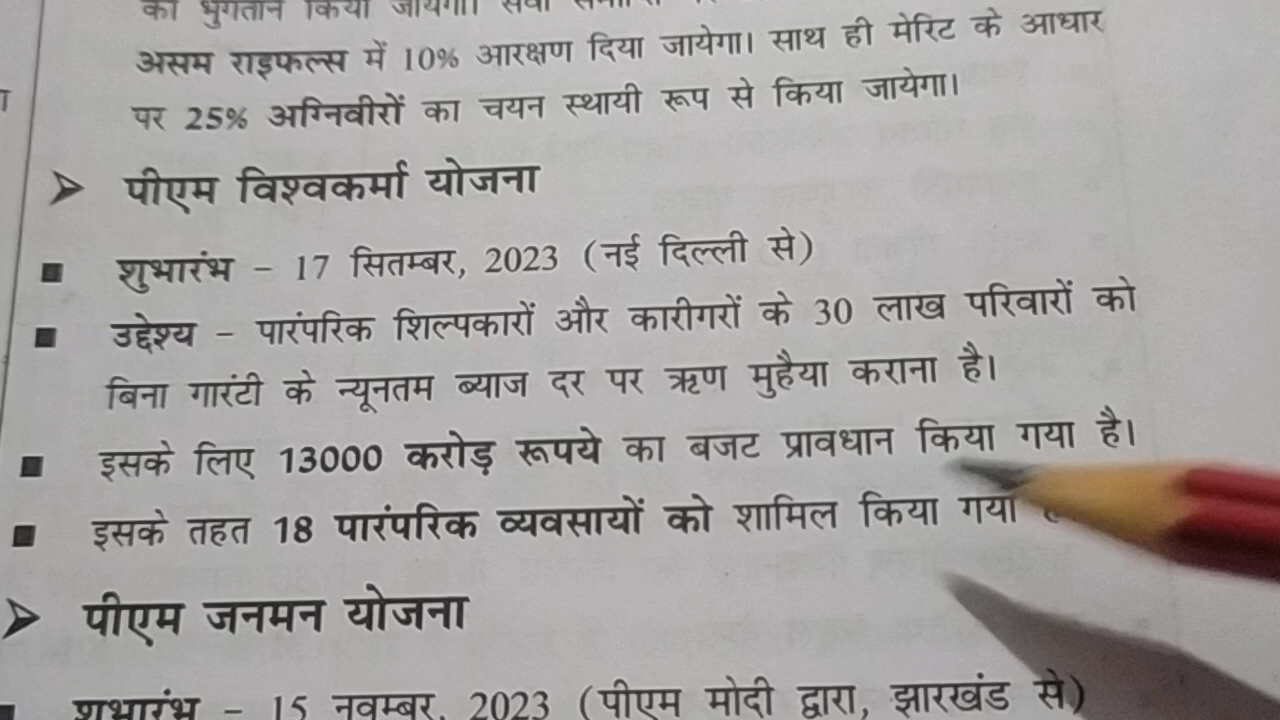 का भुगतान किया जायेगा। सेवा
असम राइफल्स में 10% आरक्षण दिया जायेगा। साथ ही मेरिट के आधार
पर 25% अग्निवीरों का चयन स्थायी रूप से किया जायेगा।
➤ पीएम विश्वकर्मा योजना
■ शुभारंभ – 17 सितम्बर, 2023 (नई दिल्ली से)
■ उद्देश्य – पारंपरिक शिल्पकारों और कारीगरों के 30 लाख परिवारों को
बिना गारंटी के न्यूनतम ब्याज दर पर ऋण मुहैया कराना है।
■ इसके लिए 13000 करोड़ रूपये का बजट प्रावधान किया गया है।
■ इसके तहत 18 पारंपरिक व्यवसायों को शामिल किया गया
➤ पीएम जनमन योजना
■ शुभारंभ – 15 नवम्बर, 2023 (पीएम मोदी द्वारा, झारखंड से)